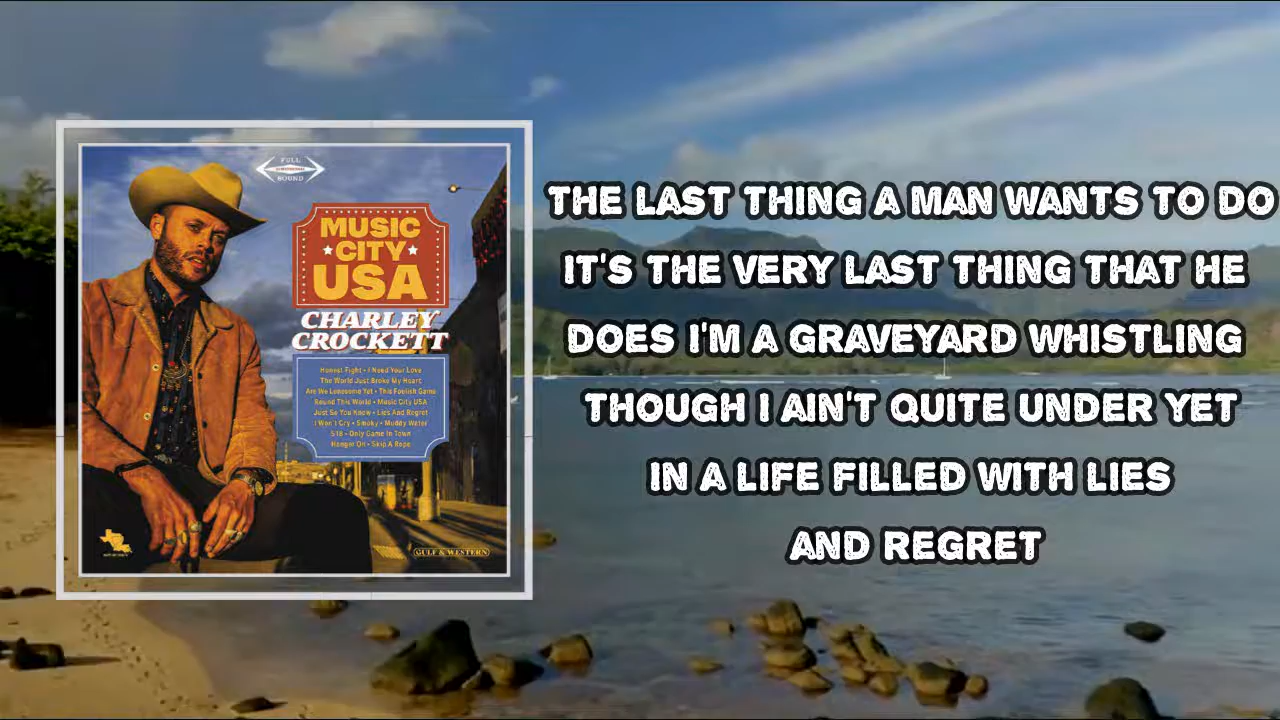 FULL
DIMENSIONAL
SOUND
MUSIC
CITY
USA
CHARLEY
CROCKETT
Honest Fight • I Need Your Love
The World Just Broke My Heart
Are We Lonesome Yet • This Foolish Game
Round This World • Music City USA
Just So You Know • Lies And Regret
I Won't Cry • Smoky • Muddy Water
518 • Only Game In Town
Hanger On • Skip A Rope
GULF & WESTERN
THE LAST THING A MAN WANTS TO DO
IT'S THE VERY LAST THING THAT HE
DOES I'M A GRAVEYARD WHISTLING
THOUGH I AIN'T QUITE UNDER YET
IN A LIFE FILLED WITH LIES
AND REGRET